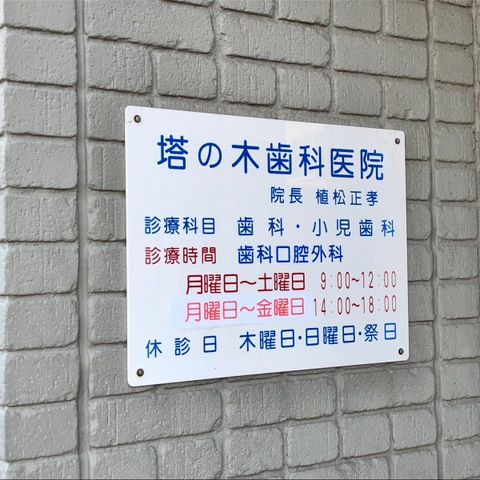 塔の木歯科医院
院長 植松正孝
診療科目 歯科・小児歯科
診療時間 歯科口腔外科
月曜日～土曜日 9:00～12:00
月曜日～金曜日 14:00～18:00
休診日 木曜日・日曜日・祭日